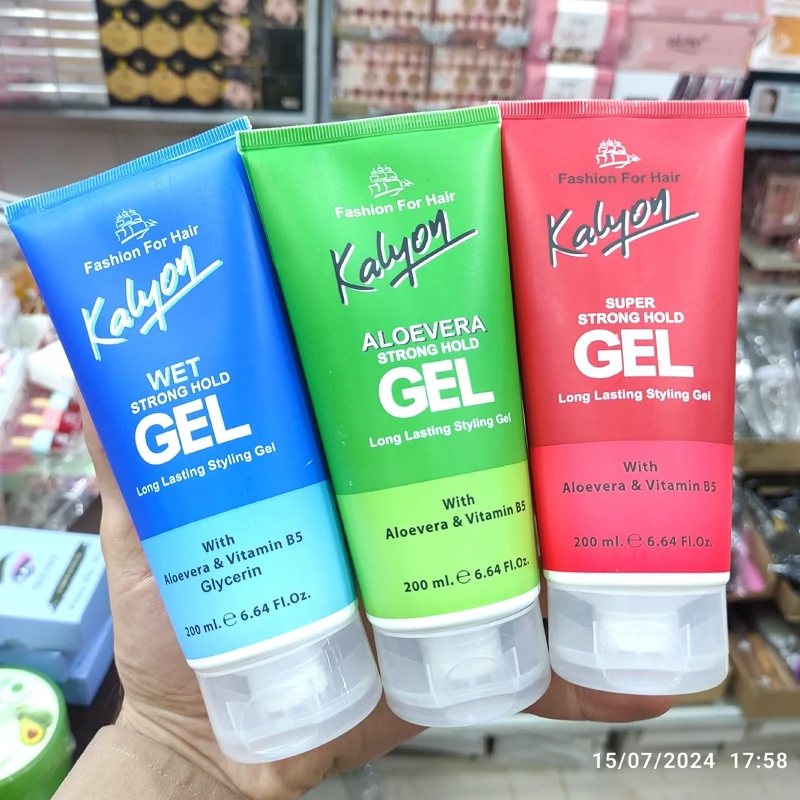 Fashion For Hair
Kalyon
WET
STRONG HOLD
GEL
Long Lasting Styling Gel
With
Aloevera & Vitamin B5
Glycerin
200 ml. ℮ 6.64 Fl.Oz.
Fashion For Hair
Kalyon
ALOEVERA
STRONG HOLD
GEL
Long Lasting Styling Gel
With
Aloevera & Vitamin B5
200 ml. ℮ 6.64 Fl.Oz.
Fashion For Hair
Kalyon
SUPER
STRONG HOLD
GEL
Long Lasting Styling Gel
With
Aloevera & Vitamin B5
200 ml. ℮ 6.64 Fl.Oz.
15/07/2024 17:58